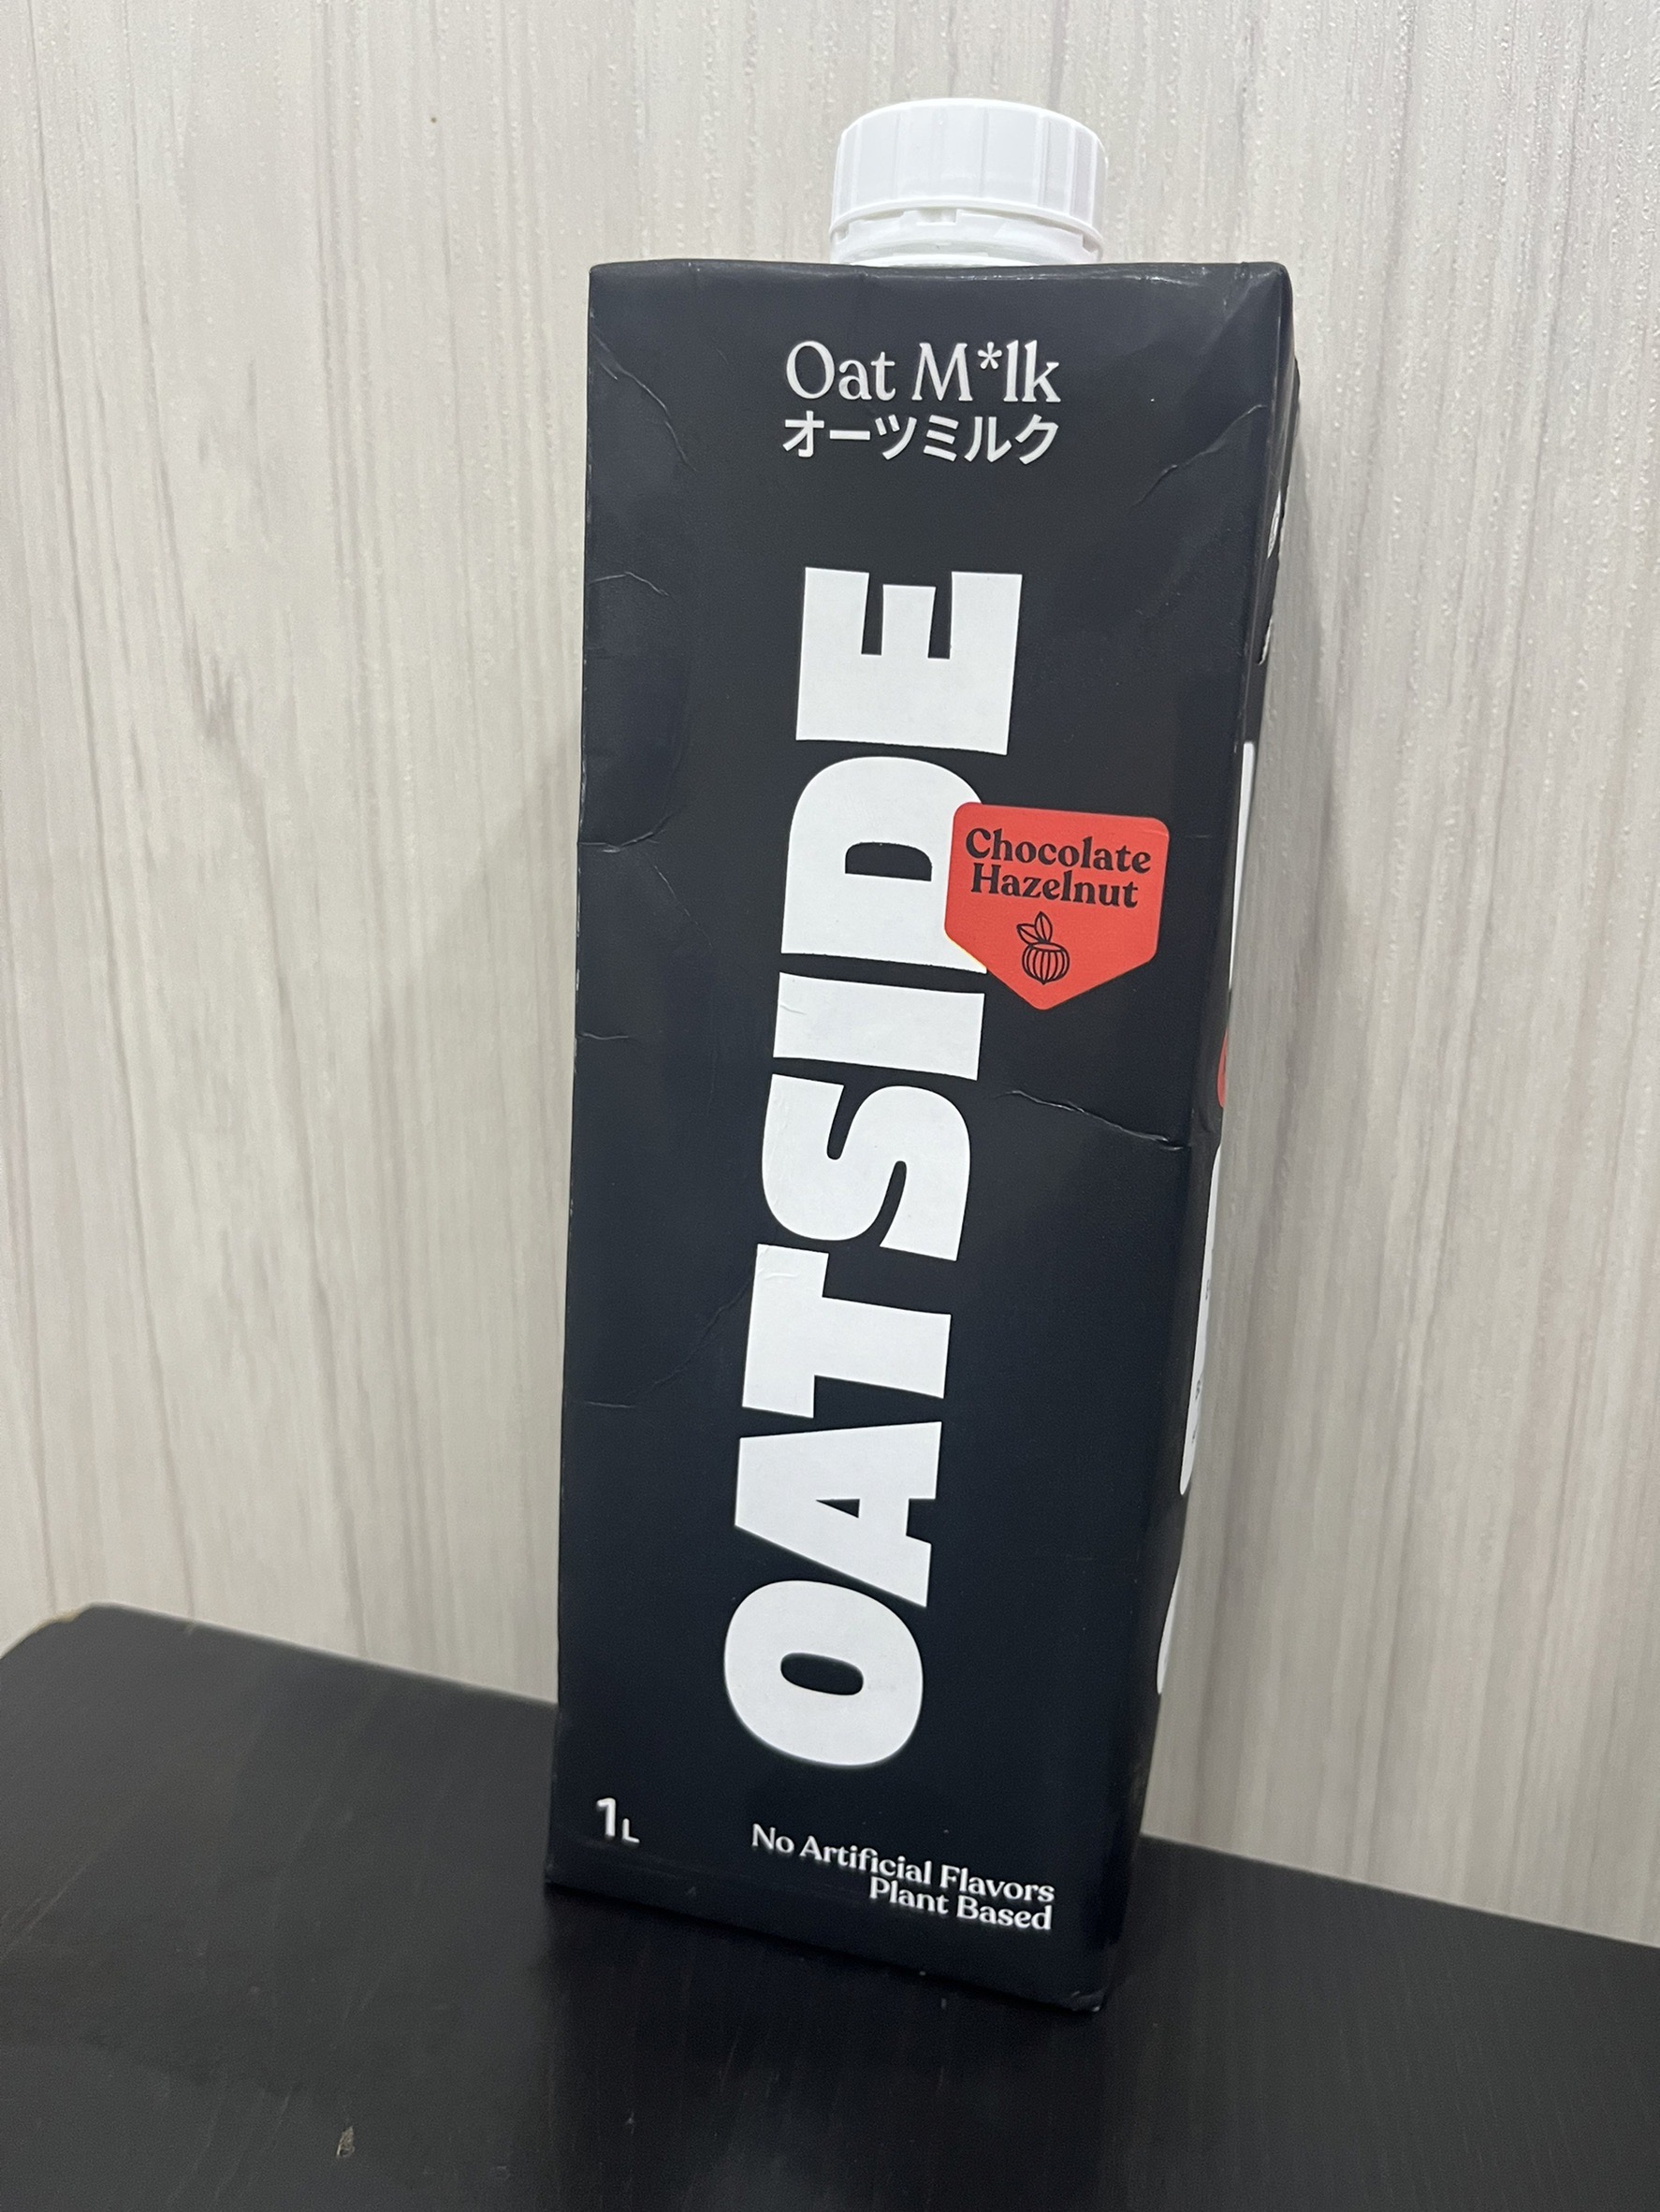 Oat M*lk
オーツミルク
OATSIDE
Chocolate
Hazelnut
1L
No Artificial Flavors
Plant Based